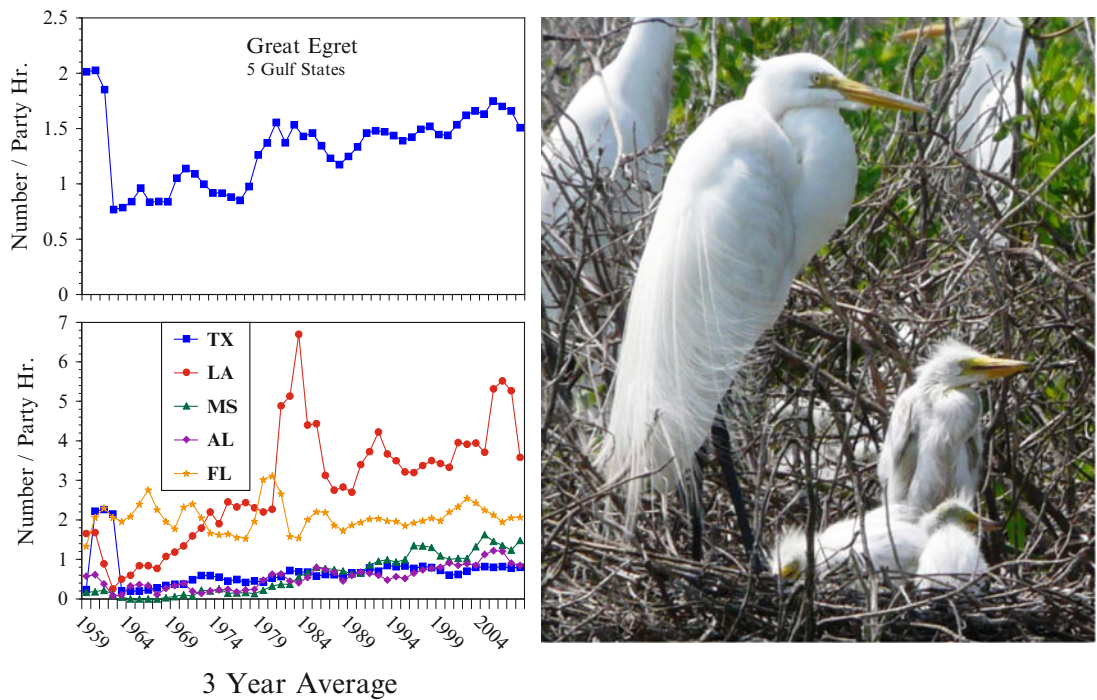 Great Egret
5 Gulf States
Number / Party Hr.
2.5
2
1.5
1
0.5
0
Number / Party Hr.
7
6
5
4
3
2
1
0
TX
LA
MS
AL
FL
1959
1964
1969
1974
1979
1984
1989
1994
1999
2004
3 Year Average